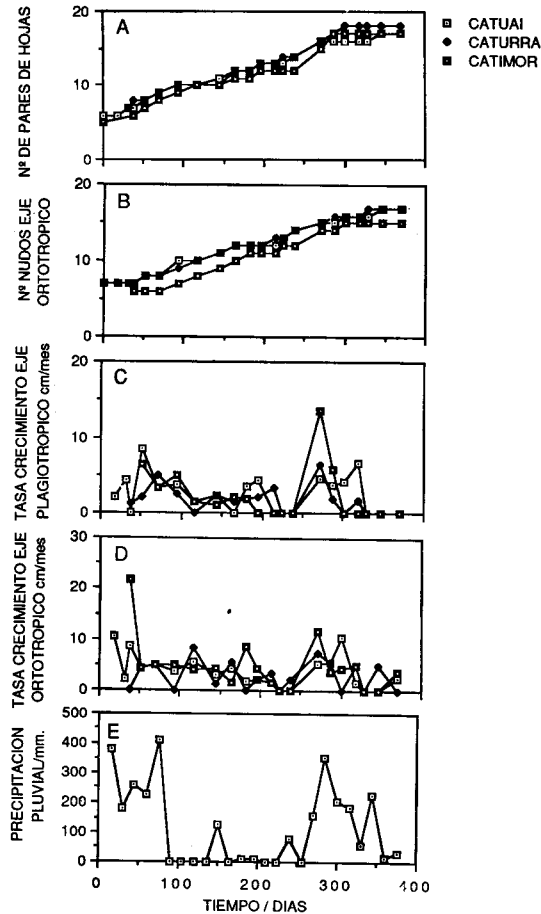 CATUAI
CATURRA
CATIMOR
A
Nº DE PARES DE HOJAS
20
10
0
B
Nº NUDOS EJE
ORTOTROPICO
20
10
0
C
TASA CRECIMIENTO EJE
PLAGIOTROPICO cm/mes
20
10
0
D
TASA CRECIMIENTO EJE
ORTOTROPICO cm/mes
30
20
10
0
E
PRECIPITACION
PLUVIAL/mm.
500
400
300
200
100
0
0 100 200 300 400
TIEMPO / DIAS